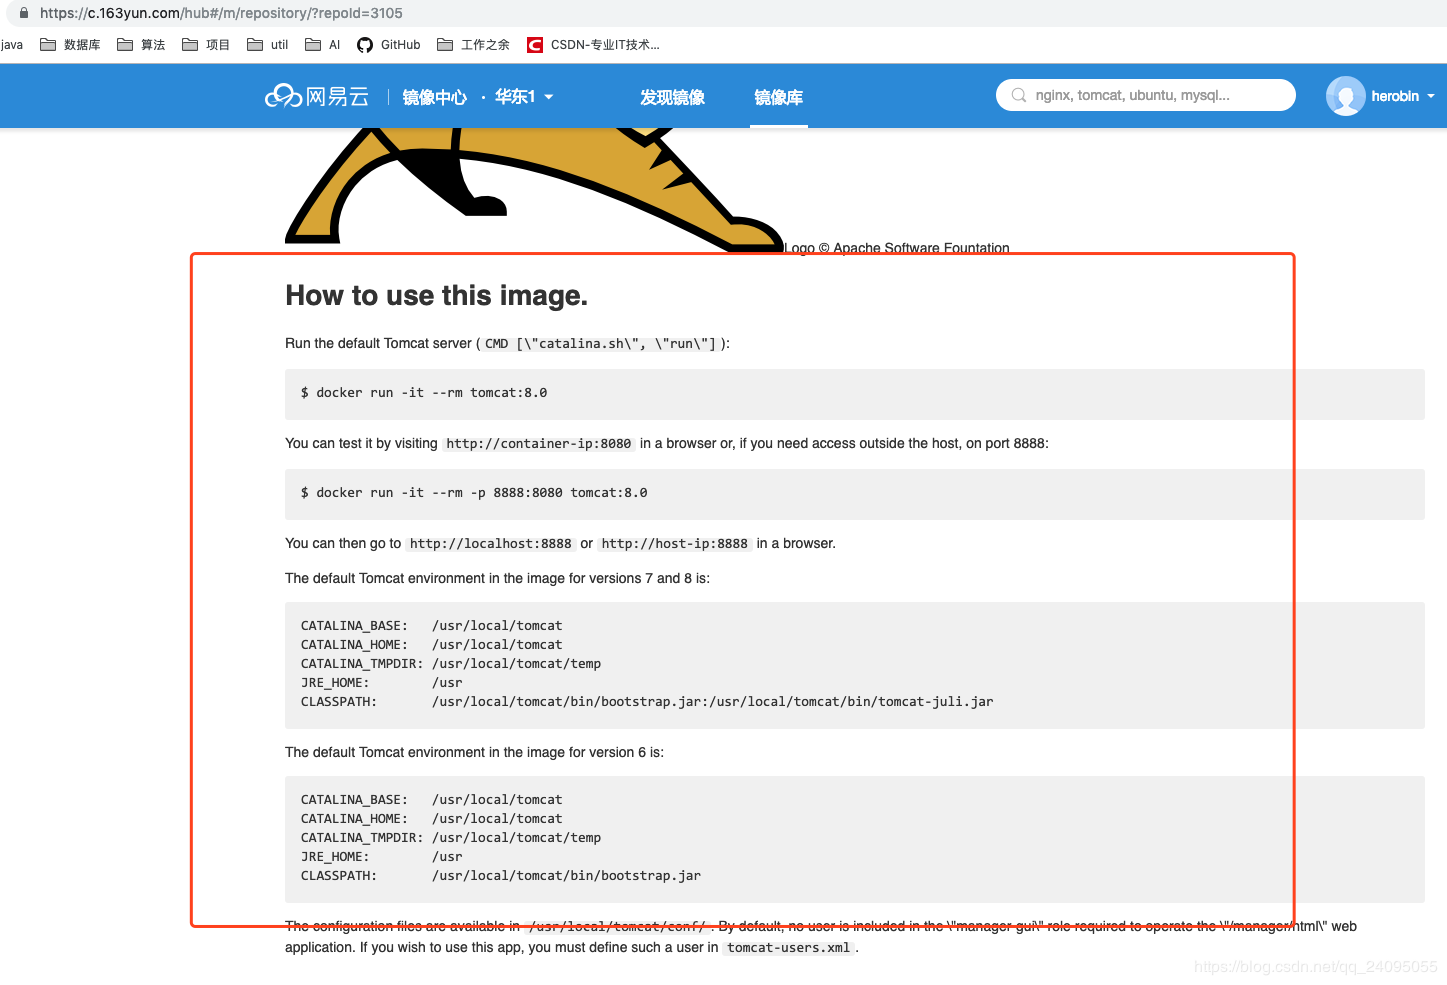 https://c.163yun.com/hub#/m/repository/?repoId=3105
java 数据库 算法 项目 util AI GitHub 工作之余 CSDN-专业IT技术...
网易云 镜像中心 · 华东1 发现镜像 镜像库 nginx, tomcat, ubuntu, mysql... herobin
Logo © Apache Software Fountation
How to use this image.
Run the default Tomcat server ( CMD [\"catalina.sh\", \"run\"] ):
$ docker run -it --rm tomcat:8.0
You can test it by visiting http://container-ip:8080 in a browser or, if you need access outside the host, on port 8888:
$ docker run -it --rm -p 8888:8080 tomcat:8.0
You can then go to http://localhost:8888 or http://host-ip:8888 in a browser.
The default Tomcat environment in the image for versions 7 and 8 is:
CATALINA_BASE: /usr/local/tomcat
CATALINA_HOME: /usr/local/tomcat
CATALINA_TMPDIR: /usr/local/tomcat/temp
JRE_HOME: /usr
CLASSPATH: /usr/local/tomcat/bin/bootstrap.jar:/usr/local/tomcat/bin/tomcat-juli.jar
The default Tomcat environment in the image for version 6 is:
CATALINA_BASE: /usr/local/tomcat
CATALINA_HOME: /usr/local/tomcat
CATALINA_TMPDIR: /usr/local/tomcat/temp
JRE_HOME: /usr
CLASSPATH: /usr/local/tomcat/bin/bootstrap.jar
The configuration files are available in /usr/local/tomcat/conf/ . By default, no user is included in the \"manager-gui\" role required to operate the \"/manager/html\" web
application. If you wish to use this app, you must define such a user in tomcat-users.xml .
https://blog.csdn.net/qq_24095055